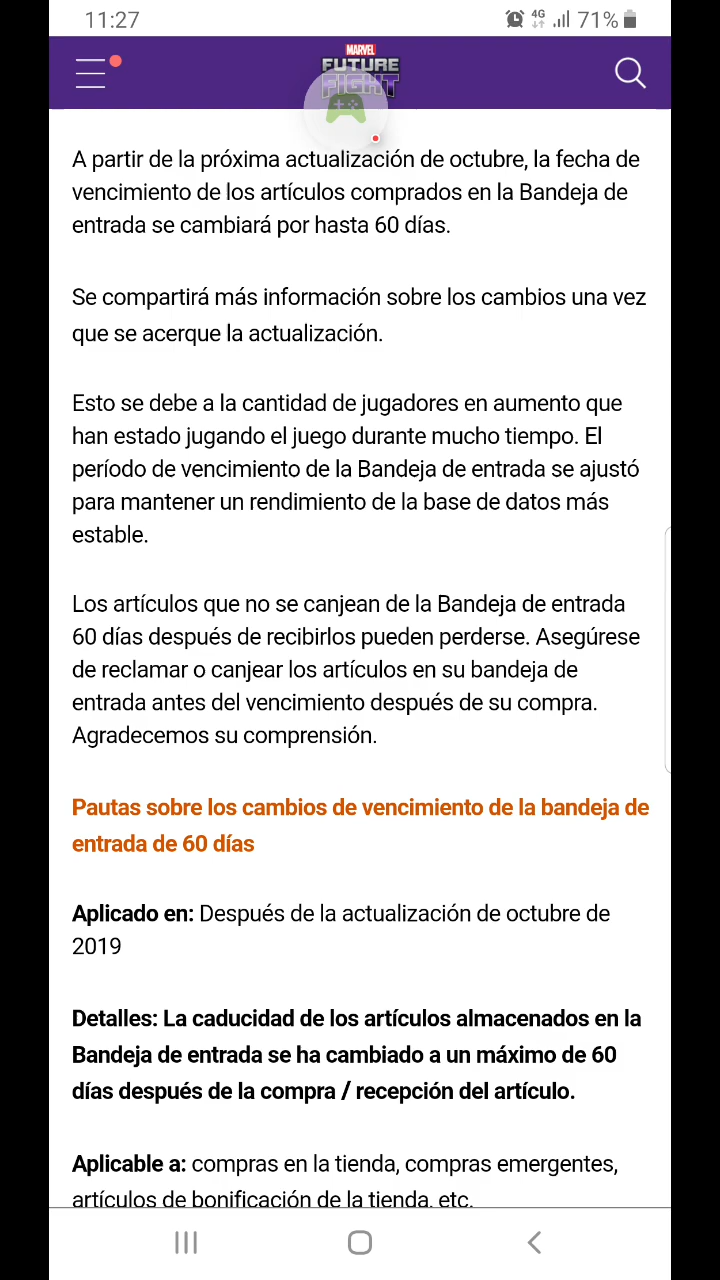 11:27
4G
71%
MARVEL
FUTURE
FIGHT
A partir de la próxima actualización de octubre, la fecha de
vencimiento de los artículos comprados en la Bandeja de
entrada se cambiará por hasta 60 días.
Se compartirá más información sobre los cambios una vez
que se acerque la actualización.
Esto se debe a la cantidad de jugadores en aumento que
han estado jugando el juego durante mucho tiempo. El
período de vencimiento de la Bandeja de entrada se ajustó
para mantener un rendimiento de la base de datos más
estable.
Los artículos que no se canjean de la Bandeja de entrada
60 días después de recibirlos pueden perderse. Asegúrese
de reclamar o canjear los artículos en su bandeja de
entrada antes del vencimiento después de su compra.
Agradecemos su comprensión.
Pautas sobre los cambios de vencimiento de la bandeja de
entrada de 60 días
Aplicado en: Después de la actualización de octubre de
2019
Detalles: La caducidad de los artículos almacenados en la
Bandeja de entrada se ha cambiado a un máximo de 60
días después de la compra / recepción del artículo.
Aplicable a: compras en la tienda, compras emergentes,
artículos de bonificación de la tienda, etc.